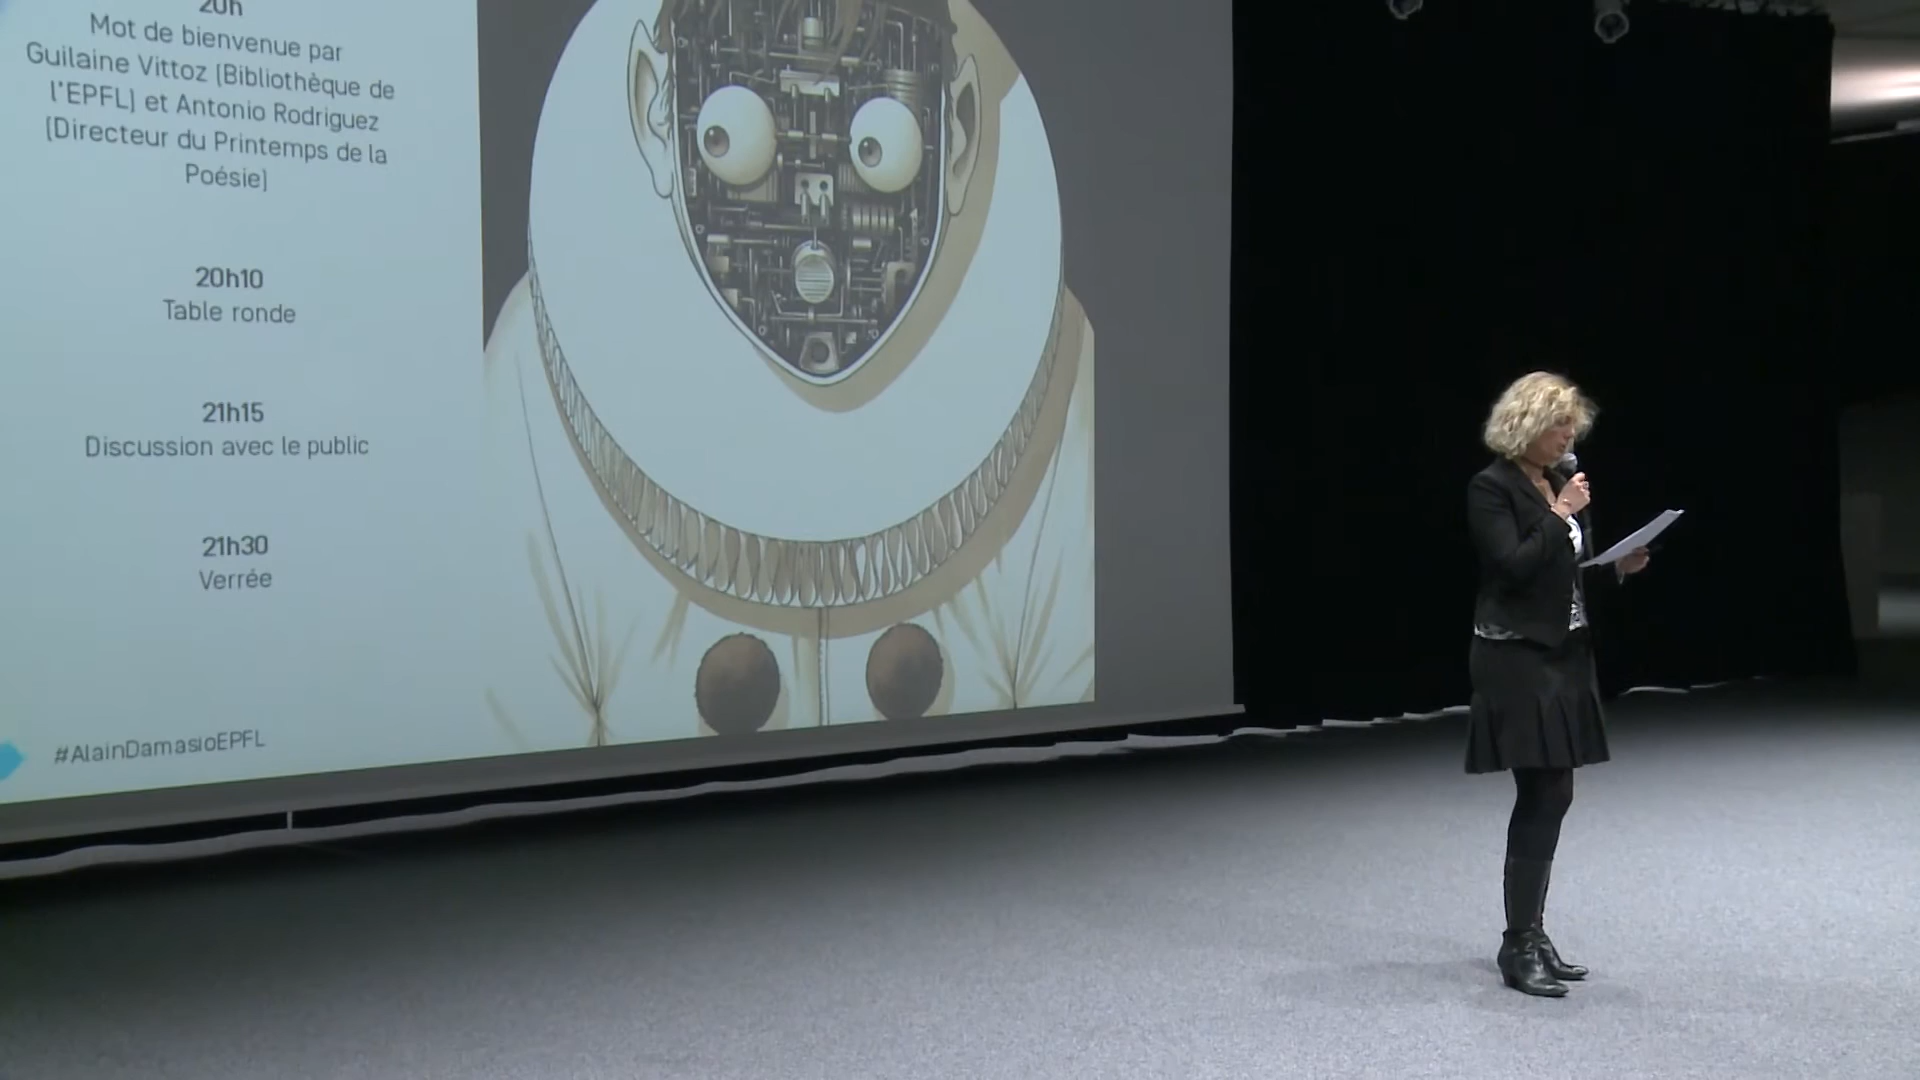 20h
Mot de bienvenue par
Guilaine Vittoz (Bibliothèque de
l'EPFL) et Antonio Rodriguez
(Directeur du Printemps de la
Poésie)
20h10
Table ronde
21h15
Discussion avec le public
21h30
Verrée
#AlainDamasioEPFL